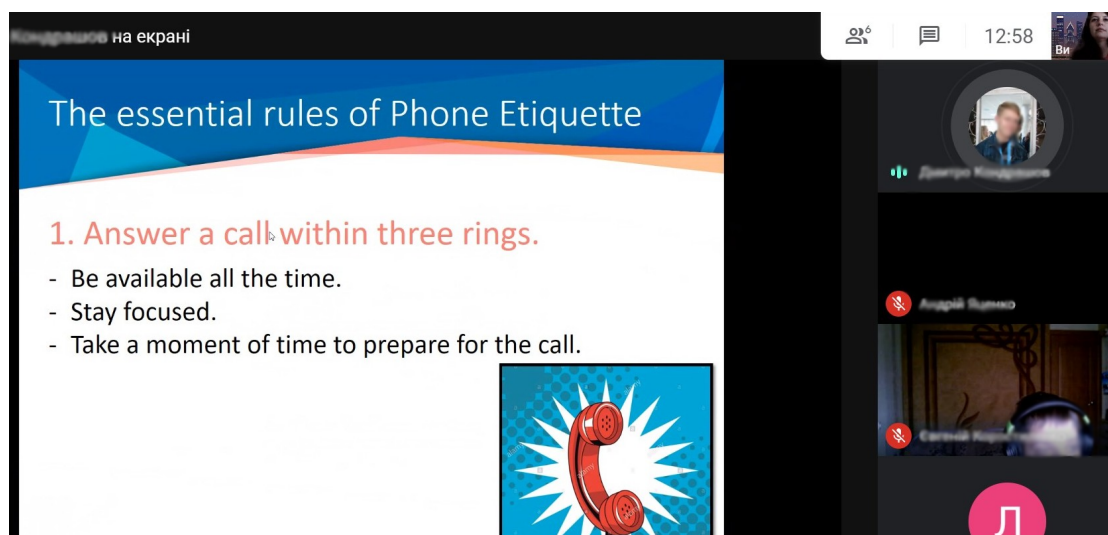 на екрані
6
12:58
Ви
The essential rules of Phone Etiquette
1. Answer a call within three rings.
- Be available all the time.
- Stay focused.
- Take a moment of time to prepare for the call.
Л